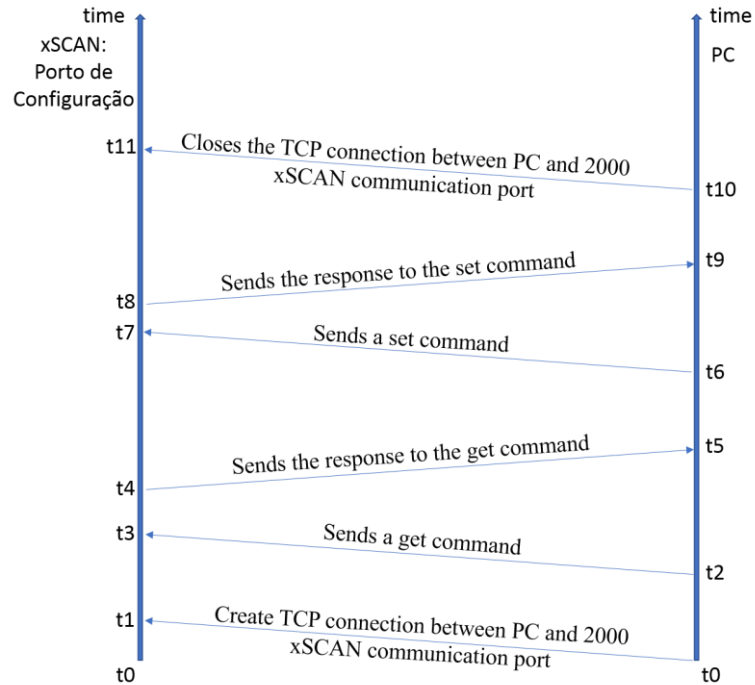 time
xSCAN:
Porto de
Configuração
time
PC
t11
Closes the TCP connection between PC and 2000
xSCAN communication port
t10
t9
Sends the response to the set command
t8
t7
Sends a set command
t6
t5
Sends the response to the get command
t4
t3
Sends a get command
t2
t1
Create TCP connection between PC and 2000
xSCAN communication port
t0
t0